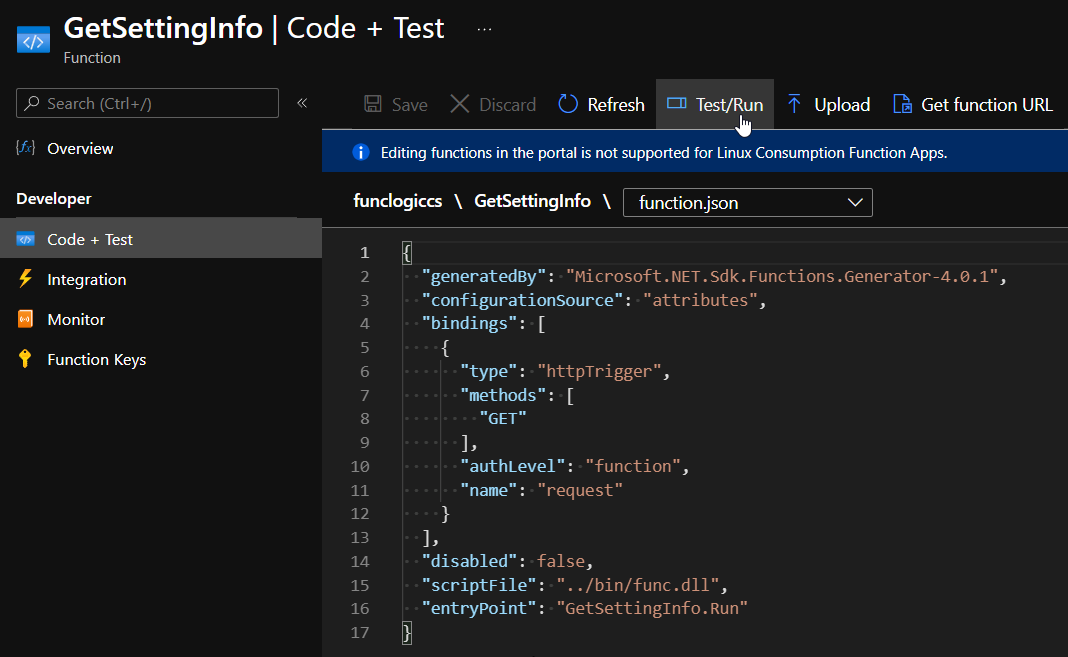 GetSettingInfo | Code + Test ...
Function
Search (Ctrl+/)
«
Save
Discard
Refresh
Test/Run
Upload
Get function URL
Overview
Developer
Code + Test
Integration
Monitor
Function Keys
Editing functions in the portal is not supported for Linux Consumption Function Apps.
funclogiccs \ GetSettingInfo \ function.json
1 {
2 "generatedBy": "Microsoft.NET.Sdk.Functions.Generator-4.0.1",
3 "configurationSource": "attributes",
4 "bindings": [
5 {
6 "type": "httpTrigger",
7 "methods": [
8 "GET"
9 ],
10 "authLevel": "function",
11 "name": "request"
12 }
13 ],
14 "disabled": false,
15 "scriptFile": "../bin/func.dll",
16 "entryPoint": "GetSettingInfo.Run"
17 }